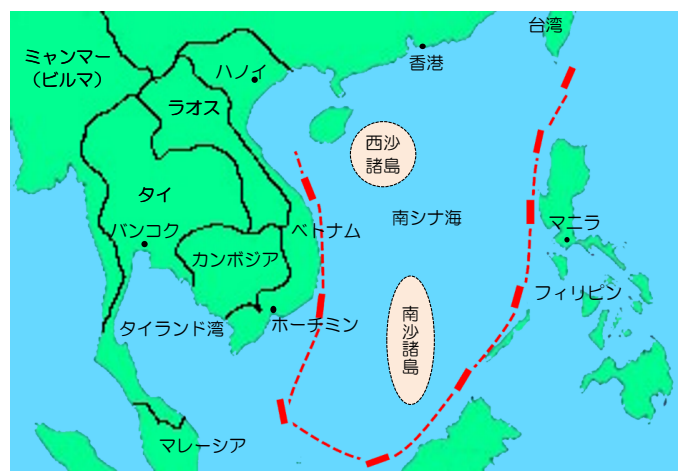 台湾
ミャンマー
（ビルマ）
ハノイ
香港
ラオス
西沙
諸島
タイ
南シナ海
ベトナム
マニラ
バンコク
カンボジア
フィリピン
タイランド湾
ホーチミン
南沙諸島
マレーシア